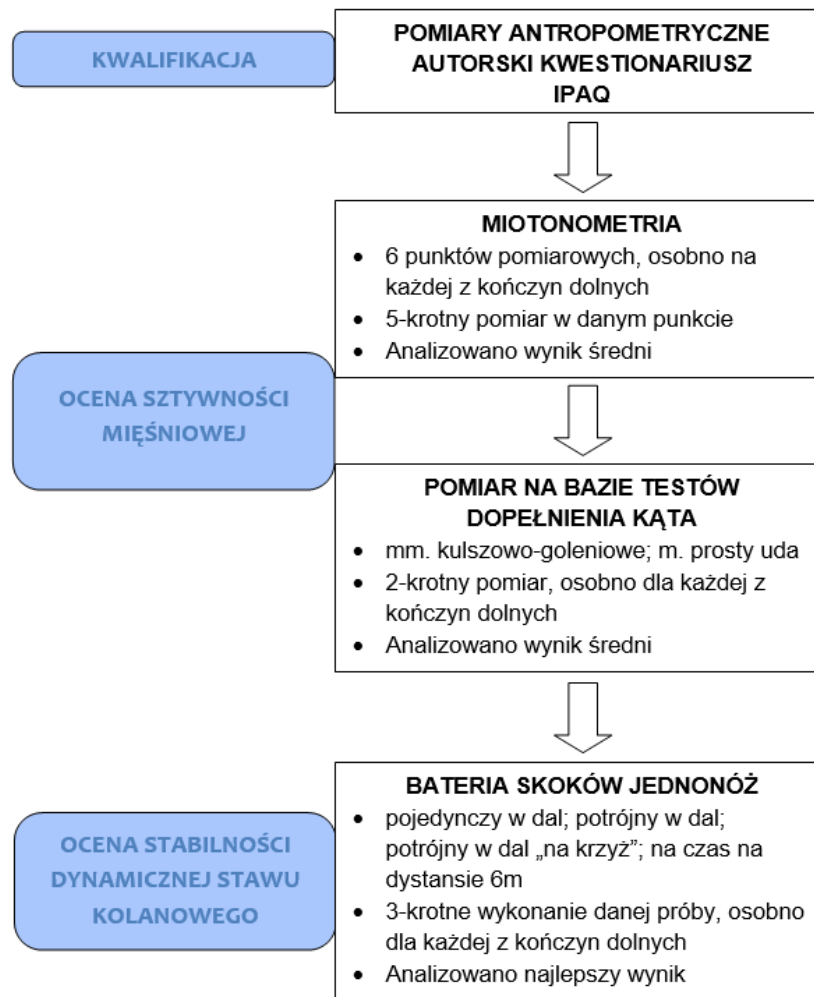 KWALIFIKACJA
POMIARY ANTROPOMETRYCZNE
AUTORSKI KWESTIONARIUSZ
IPAQ
OCENA SZTYWNOŚCI
MIĘŚNIOWEJ
MIOTONOMETRIA
• 6 punktów pomiarowych, osobno na
każdej z kończyn dolnych
• 5-krotny pomiar w danym punkcie
• Analizowano wynik średni
POMIAR NA BAZIE TESTÓW
DOPEŁNIENIA KĄTA
• mm. kulszowo-goleniowe; m. prosty uda
• 2-krotny pomiar, osobno dla każdej z
kończyn dolnych
• Analizowano wynik średni
OCENA STABILNOŚCI
DYNAMICZNEJ STAWU
KOLANOWEGO
BATERIA SKOKÓW JEDNONÓŻ
• pojedynczy w dal; potrójny w dal;
potrójny w dal „na krzyż”; na czas na
dystansie 6m
• 3-krotne wykonanie danej próby, osobno
dla każdej z kończyn dolnych
• Analizowano najlepszy wynik